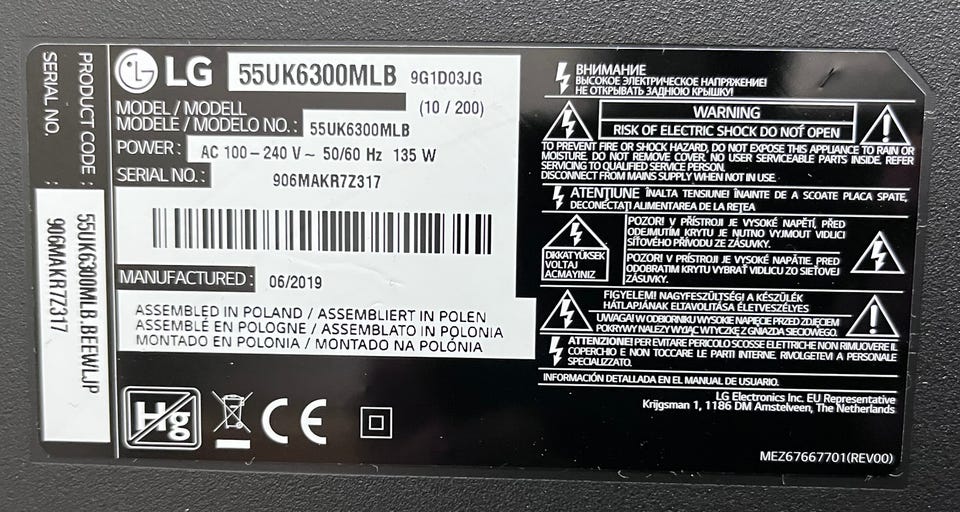 PRODUCT CODE :
SERIAL NO. :
55UK6300MLB.BEEWLJP
906MAKR7Z317
LG
55UK6300MLB 9G1D03JG
(10 / 200)
MODEL / MODELL
MODELE / MODELO NO. : 55UK6300MLB
POWER : AC 100 – 240 V ~ 50/60 Hz 135 W
SERIAL NO. : 906MAKR7Z317
MANUFACTURED : 06/2019
ASSEMBLED IN POLAND / ASSEMBLIERT IN POLEN
ASSEMBLÉ EN POLOGNE / ASSEMBLATO IN POLONIA
MONTADO EN POLONIA / MONTADO NA POLÓNIA
Hg
CE
ВНИМАНИЕ
ВЫСОКОЕ ЭЛЕКТРИЧЕСКОЕ НАПРЯЖЕНИЕ!
НЕ ОТКРЫВАТЬ ЗАДНЮЮ КРЫШКУ!
WARNING
RISK OF ELECTRIC SHOCK DO NOT OPEN
TO PREVENT FIRE OR SHOCK HAZARD, DO NOT EXPOSE THIS APPLIANCE TO RAIN OR
MOISTURE. DO NOT REMOVE COVER. NO USER SERVICEABLE PARTS INSIDE. REFER
SERVICING TO QUALIFIED SERVICE PERSON.
DISCONNECT FROM MAINS SUPPLY WHEN NOT IN USE.
ATENȚIUNE ÎNALTA TENSIUNE! ÎNAINTE DE A SCOATE PLACA SPATE,
DECONECTAȚI ALIMENTAREA DE LA REȚEA
DIKKAT YÜKSEK
VOLTAJ
AÇMAYINIZ
POZOR! V PŘÍSTROJI JE VYSOKÉ NAPĚTÍ, PŘED
ODEJMUTÍM KRYTU JE NUTNO VYJMOUT VIDLICI
SÍŤOVÉHO PŘÍVODU ZE ZÁSUVKY.
POZOR! V PRÍSTROJI JE VYSOKÉ NAPÄTIE. PRED
ODOBRATIM KRYTU VYBRAŤ VIDLICU ZO SIEŤOVEJ
ZÁSUVKY.
FIGYELEM! NAGYFESZÜLTSÉG! A KÉSZÜLÉK
HÁTLAPJÁNAK ELTÁVOLÍTÁSA ÉLETVESZÉLYES
UWAGA! W ODBIORNIKU WYSOKIE NAPIĘCIE PRZED ZDJĘCIEM
POKRYWY NALEŻY WYJĄĆ WTYCZKĘ Z GNIAZDA SIECIOWEGO.
ATTENZIONE! PER EVITARE PERICOLO SCOSSE ELETTRICHE NON RIMUOVERE IL
COPERCHIO E NON TOCCARE LE PARTI INTERNE. RIVOLGETEVI A PERSONALE
SPECIALIZZATO.
INFORMACIÓN DETALLADA EN EL MANUAL DE USUARIO.
LG Electronics Inc. EU Representative
Krijgsman 1, 1186 DM Amstelveen, The Netherlands
MEZ67667701(REV00)